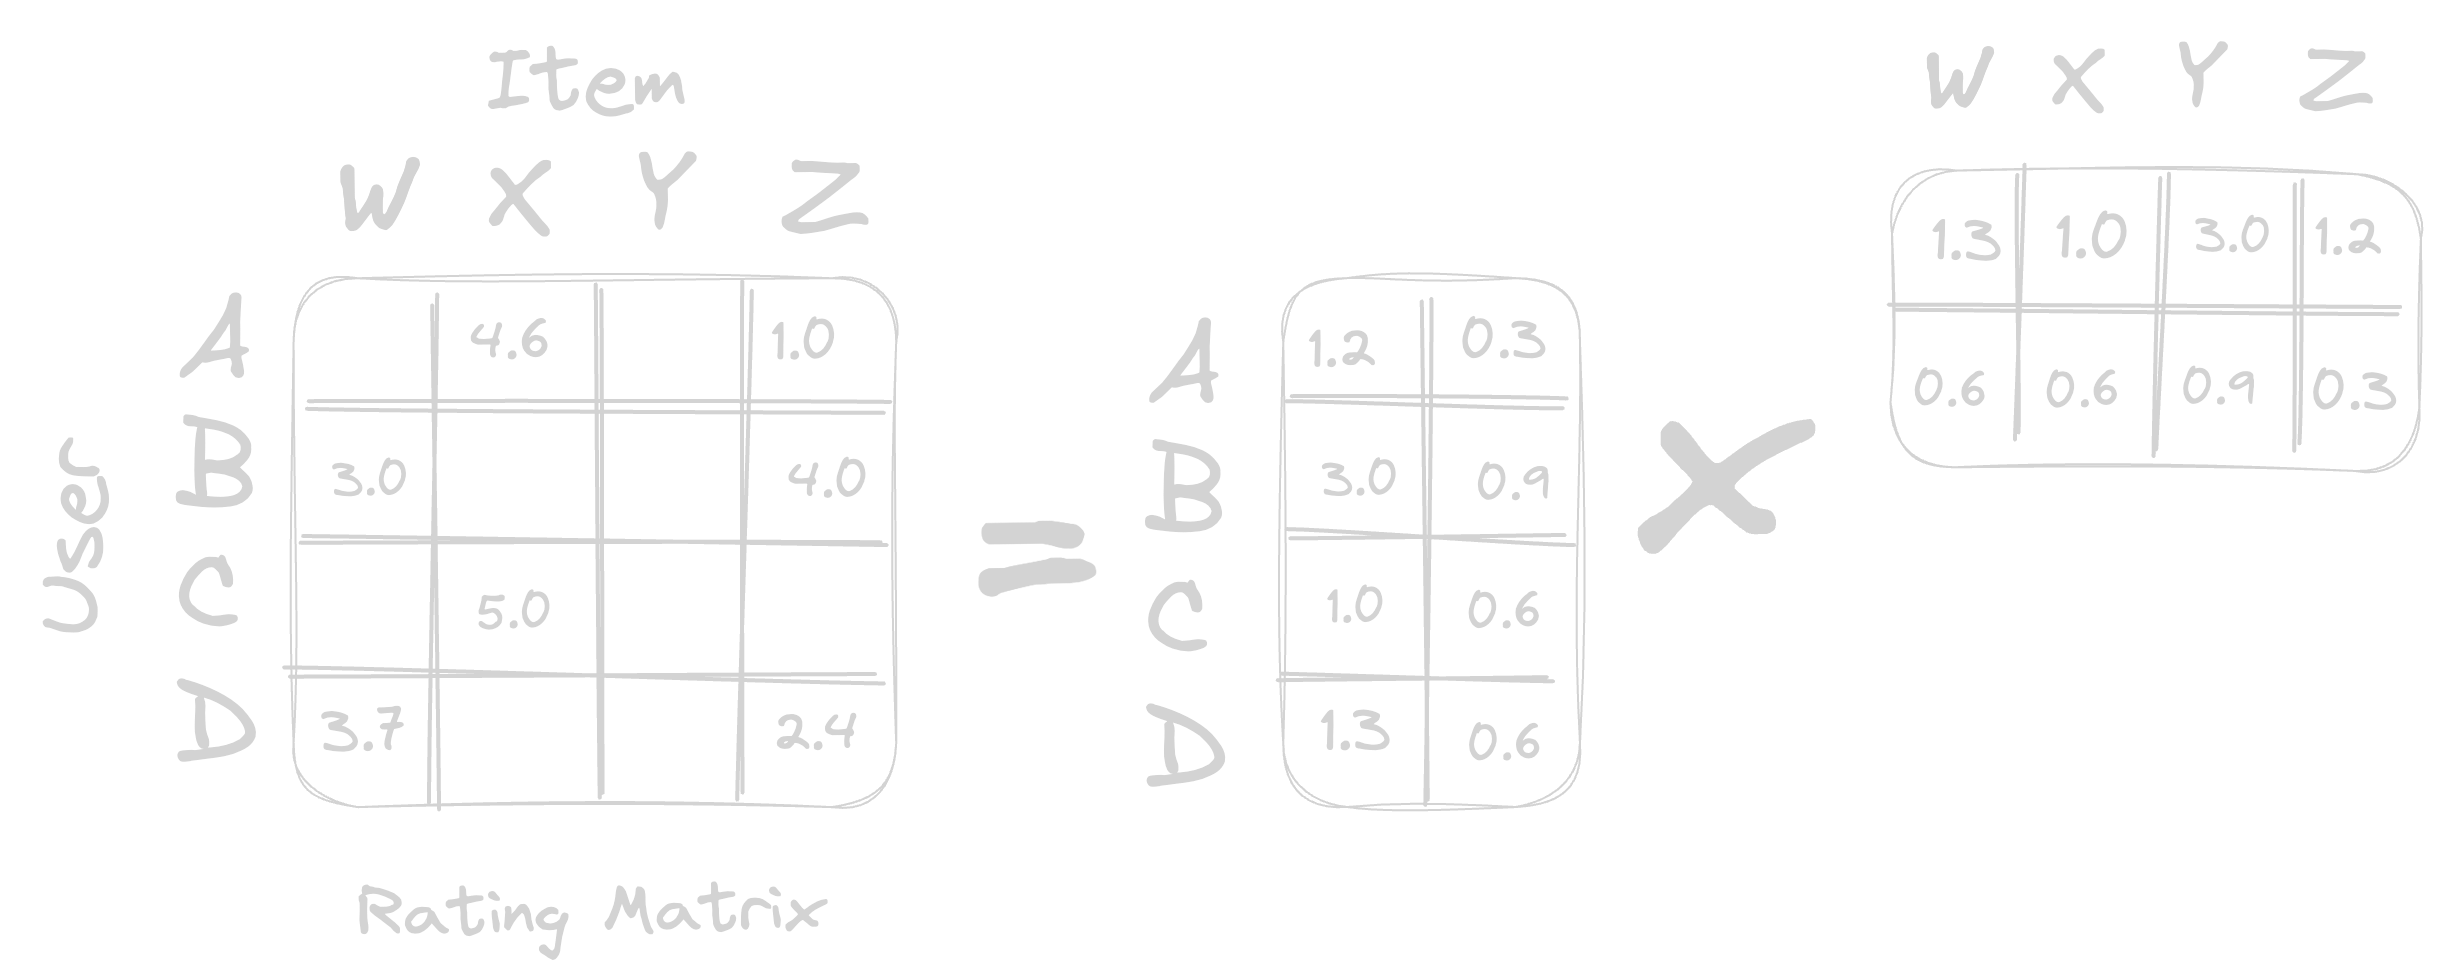 Item
W X Y Z
W X Y Z
User
A 4.6 1.0
B 3.0 4.0
C 5.0
D 3.7 2.4
=
A 1.2 0.3
B 3.0 0.9
C 1.0 0.6
D 1.3 0.6
X
1.3 1.0 3.0 1.2
0.6 0.6 0.9 0.3
Rating Matrix